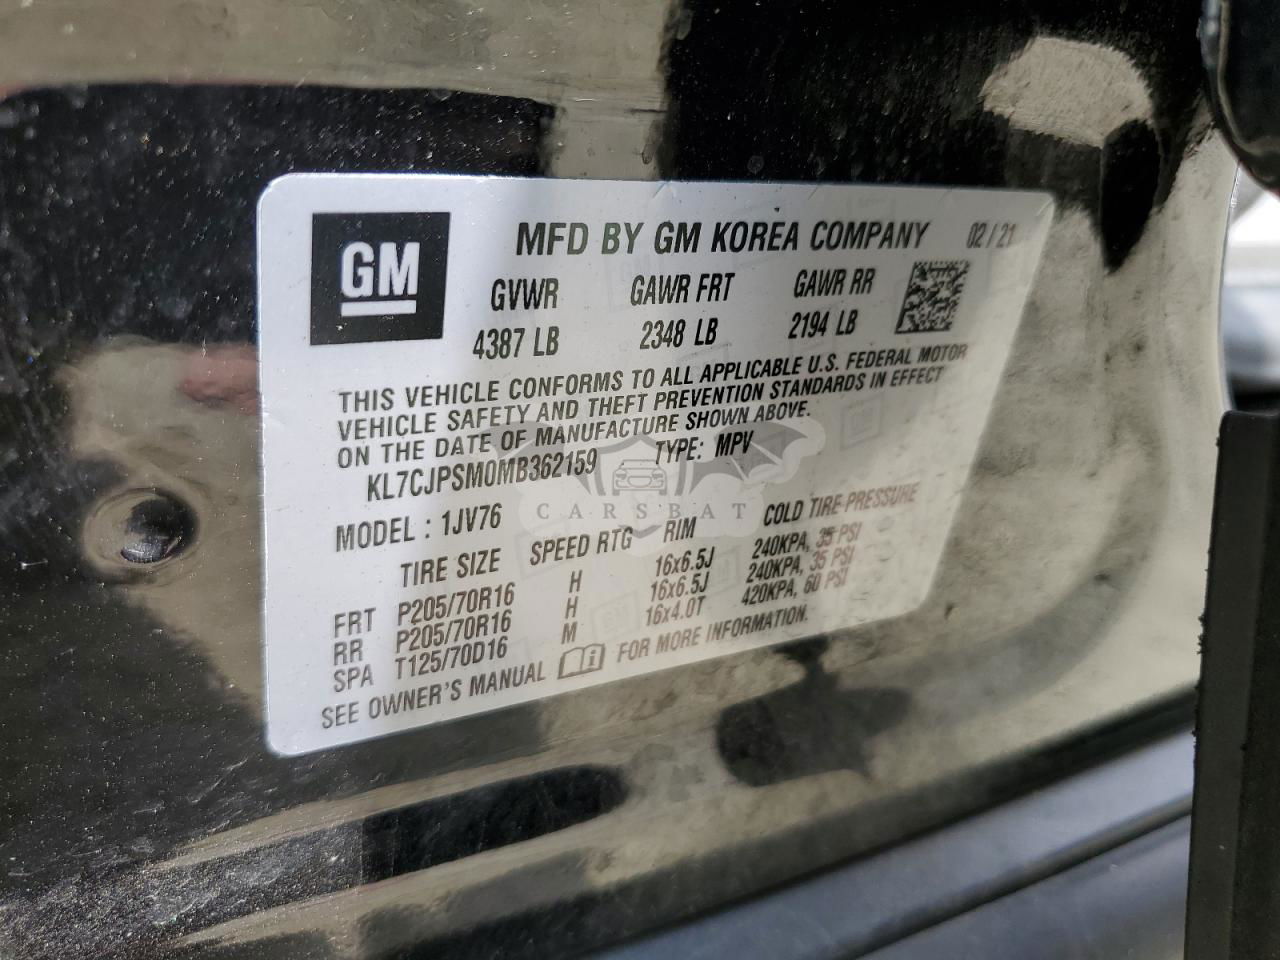 GM
MFD BY GM KOREA COMPANY 02/21
GVWR GAWR FRT GAWR RR
4387 LB 2348 LB 2194 LB
THIS VEHICLE CONFORMS TO ALL APPLICABLE U.S. FEDERAL MOTOR
VEHICLE SAFETY AND THEFT PREVENTION STANDARDS IN EFFECT
ON THE DATE OF MANUFACTURE SHOWN ABOVE.
KL7CJPSM0MB362159 TYPE: MPV
CARSBAT
MODEL : 1JV76
TIRE SIZE SPEED RTG RIM COLD TIRE PRESSURE
FRT P205/70R16 H 16x6.5J 240KPA, 35 PSI
RR P205/70R16 H 16x6.5J 240KPA, 35 PSI
SPA T125/70D16 M 16x4.0T 420KPA, 60 PSI
SEE OWNER'S MANUAL i FOR MORE INFORMATION.